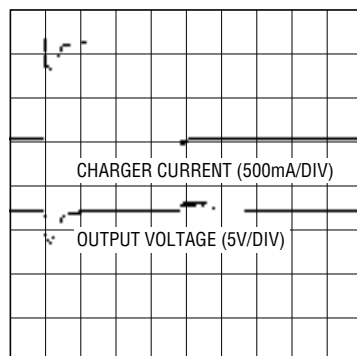 CHARGER CURRENT (500mA/DIV)
OUTPUT VOLTAGE (5V/DIV)